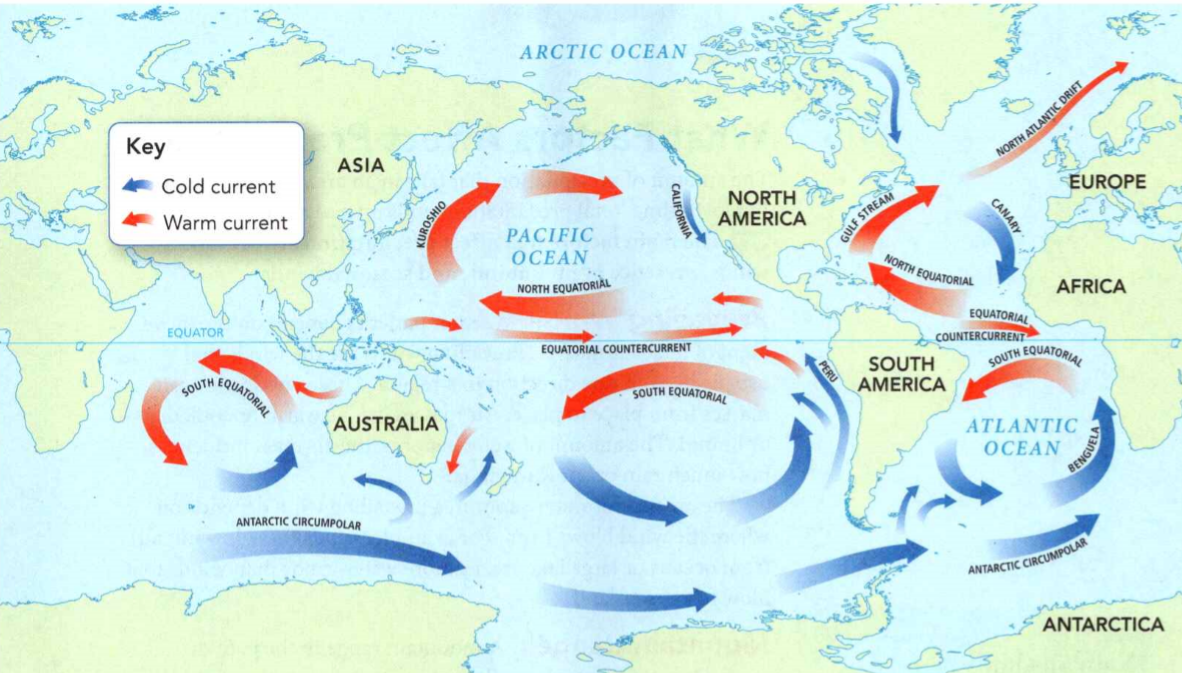 ARCTIC OCEAN
Key
Cold current
Warm current
ASIA
NORTH ATLANTIC DRIFT
EUROPE
KUROSHIO
CALIFORNIA
NORTH
AMERICA
GULF STREAM
CANARY
PACIFIC
OCEAN
NORTH EQUATORIAL
NORTH EQUATORIAL
AFRICA
EQUATOR
EQUATORIAL COUNTERCURRENT
EQUATORIAL
COUNTERCURRENT
SOUTH EQUATORIAL
SOUTH EQUATORIAL
PERU
SOUTH
AMERICA
SOUTH EQUATORIAL
AUSTRALIA
ATLANTIC
OCEAN
BENGUELA
ANTARCTIC CIRCUMPOLAR
ANTARCTIC CIRCUMPOLAR
ANTARCTICA